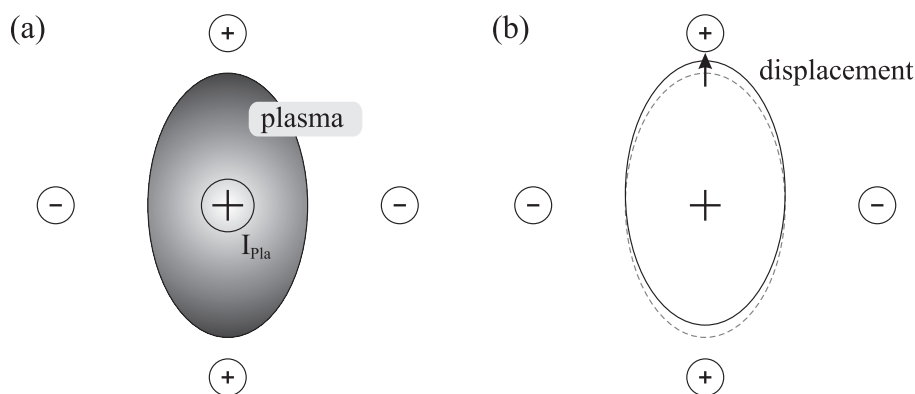 (a)
+
plasma
−
+
−
I_Pla
+
(b)
+
displacement
−
+
−
+